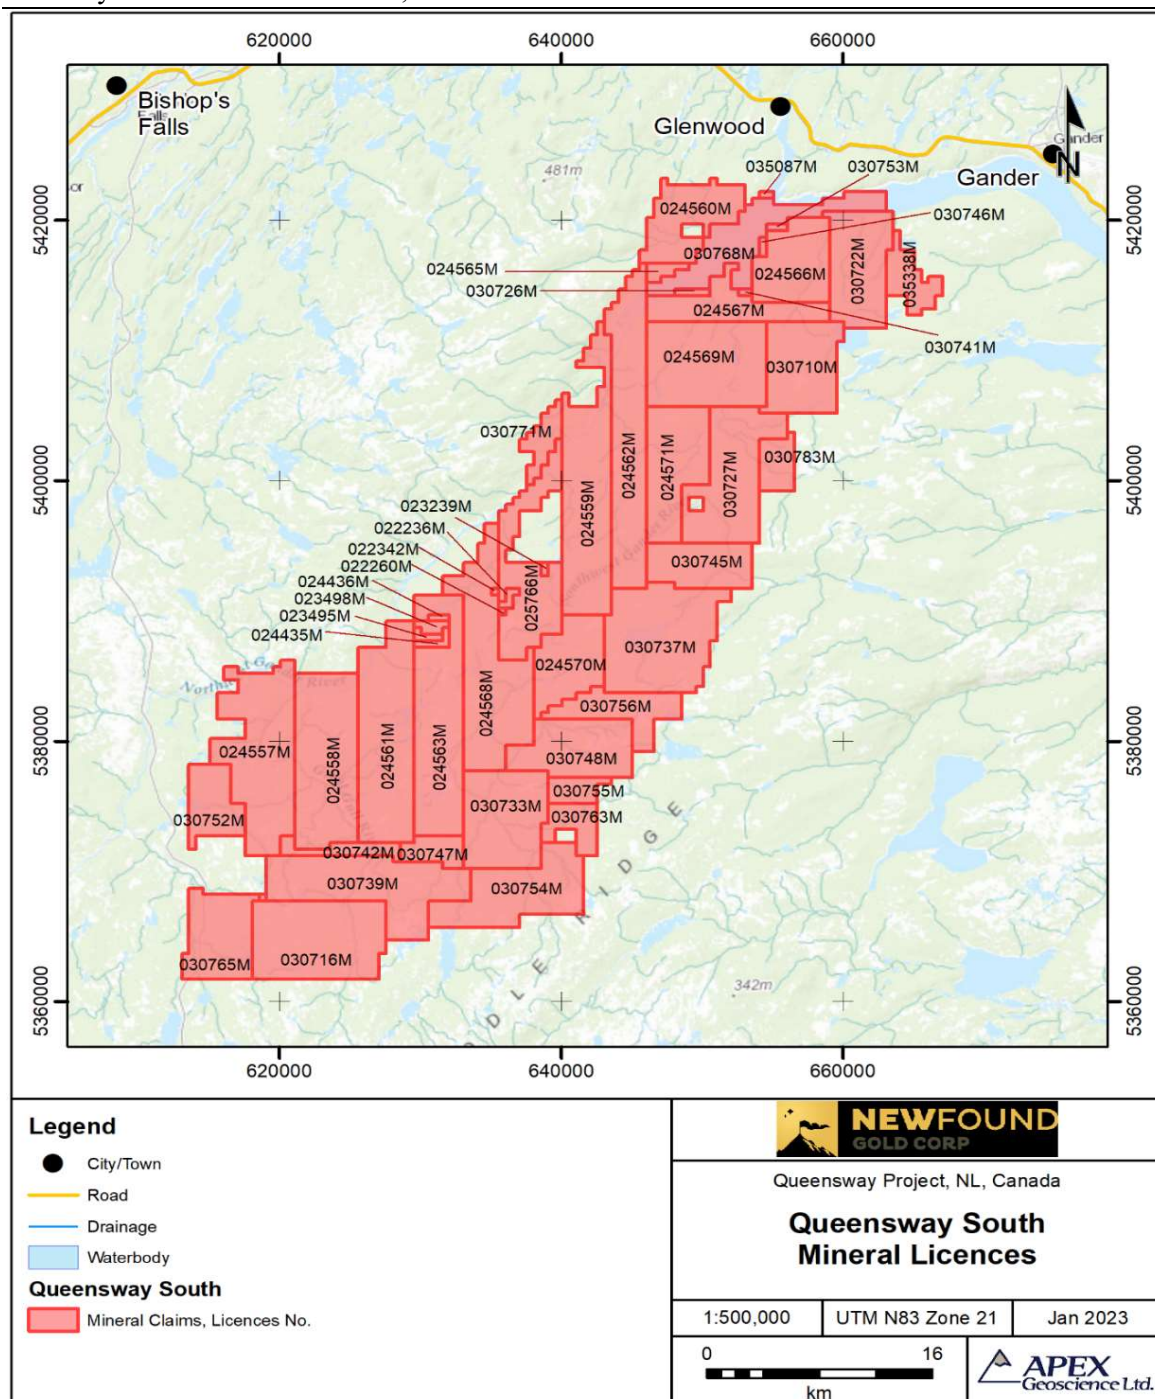 620000
640000
660000
Bishop's
Falls
Glenwood
Gander
Gander
N
481m
035087M
030753M
5420000
5420000
024560M
030746M
030768M
024565M
024566M
030722M
035338M
030726M
024567M
030741M
024569M
030710M
030771M
024559M
024562M
024571M
030727M
030783M
5400000
5400000
023239M
022236M
022342M
022260M
024436M
023498M
023495M
024435M
025766M
030745M
030737M
024570M
024568M
030756M
024557M
024558M
024561M
024563M
5380000
5380000
030748M
030733M
030755M
030763M
030752M
030742M
030747M
030739M
030754M
030765M
030716M
342m
D L E R I D G E
5360000
5360000
620000
640000
660000
Legend
City/Town
Road
Drainage
Waterbody
Queensway South
Mineral Claims, Licences No.
NEWFOUND
GOLD CORP
Queensway Project, NL, Canada
Queensway South
Mineral Licences
1:500,000
UTM N83 Zone 21
Jan 2023
0
16
km
APEX
Geoscience Ltd.